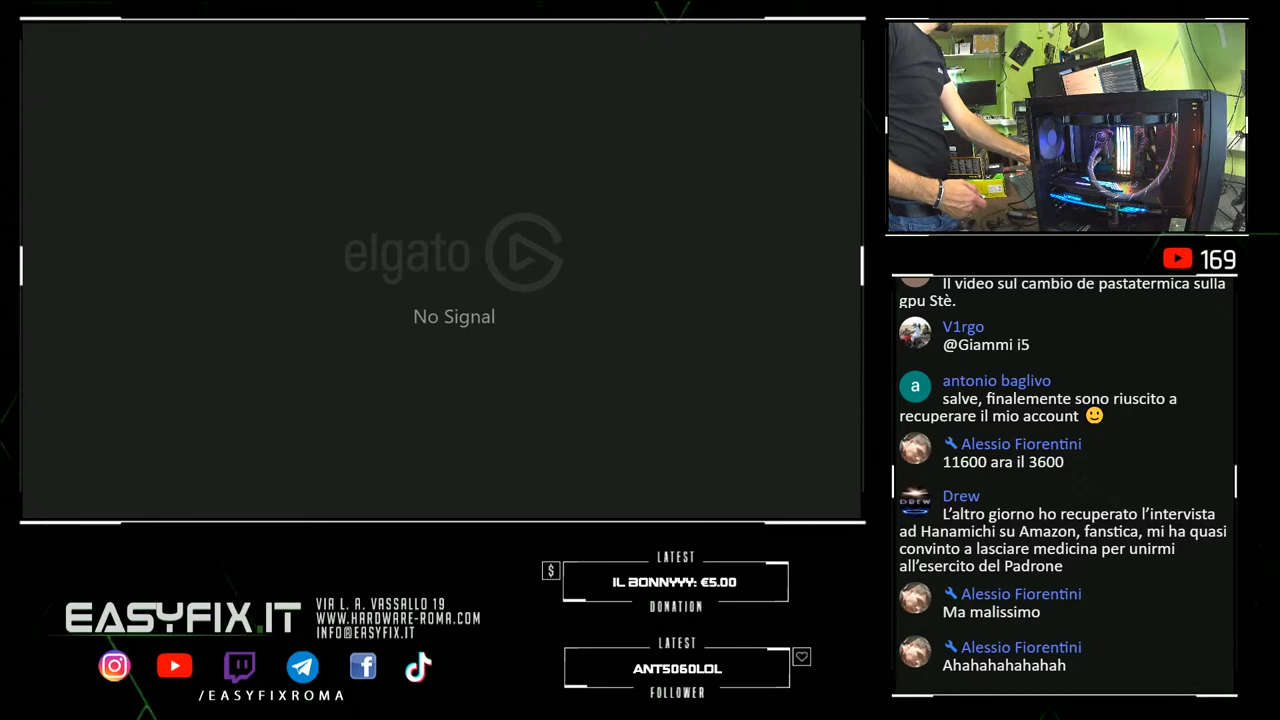 elgato
No Signal
169
Il video sul cambio de pastatermica sulla
gpu Stè.
V1rgo
@Giammi i5
a
antonio baglivo
salve, finalemente sono riuscito a
recuperare il mio account 🙂
Alessio Fiorentini
11600 ara il 3600
DREW
Drew
L’altro giorno ho recuperato l’intervista
ad Hanamichi su Amazon, fanstica, mi ha quasi
convinto a lasciare medicina per unirmi
all’esercito del Padrone
Alessio Fiorentini
Ma malissimo
Alessio Fiorentini
Ahahahahahahah
LATEST
$
IL BONNYYY: €5.00
DONATION
LATEST
ANTS060LOL
FOLLOWER
EASYFIX.IT
VIA L. A. VASSALLO 19
WWW.HARDWARE-ROMA.COM
INFO@EASYFIX.IT
/EASYFIXROMA